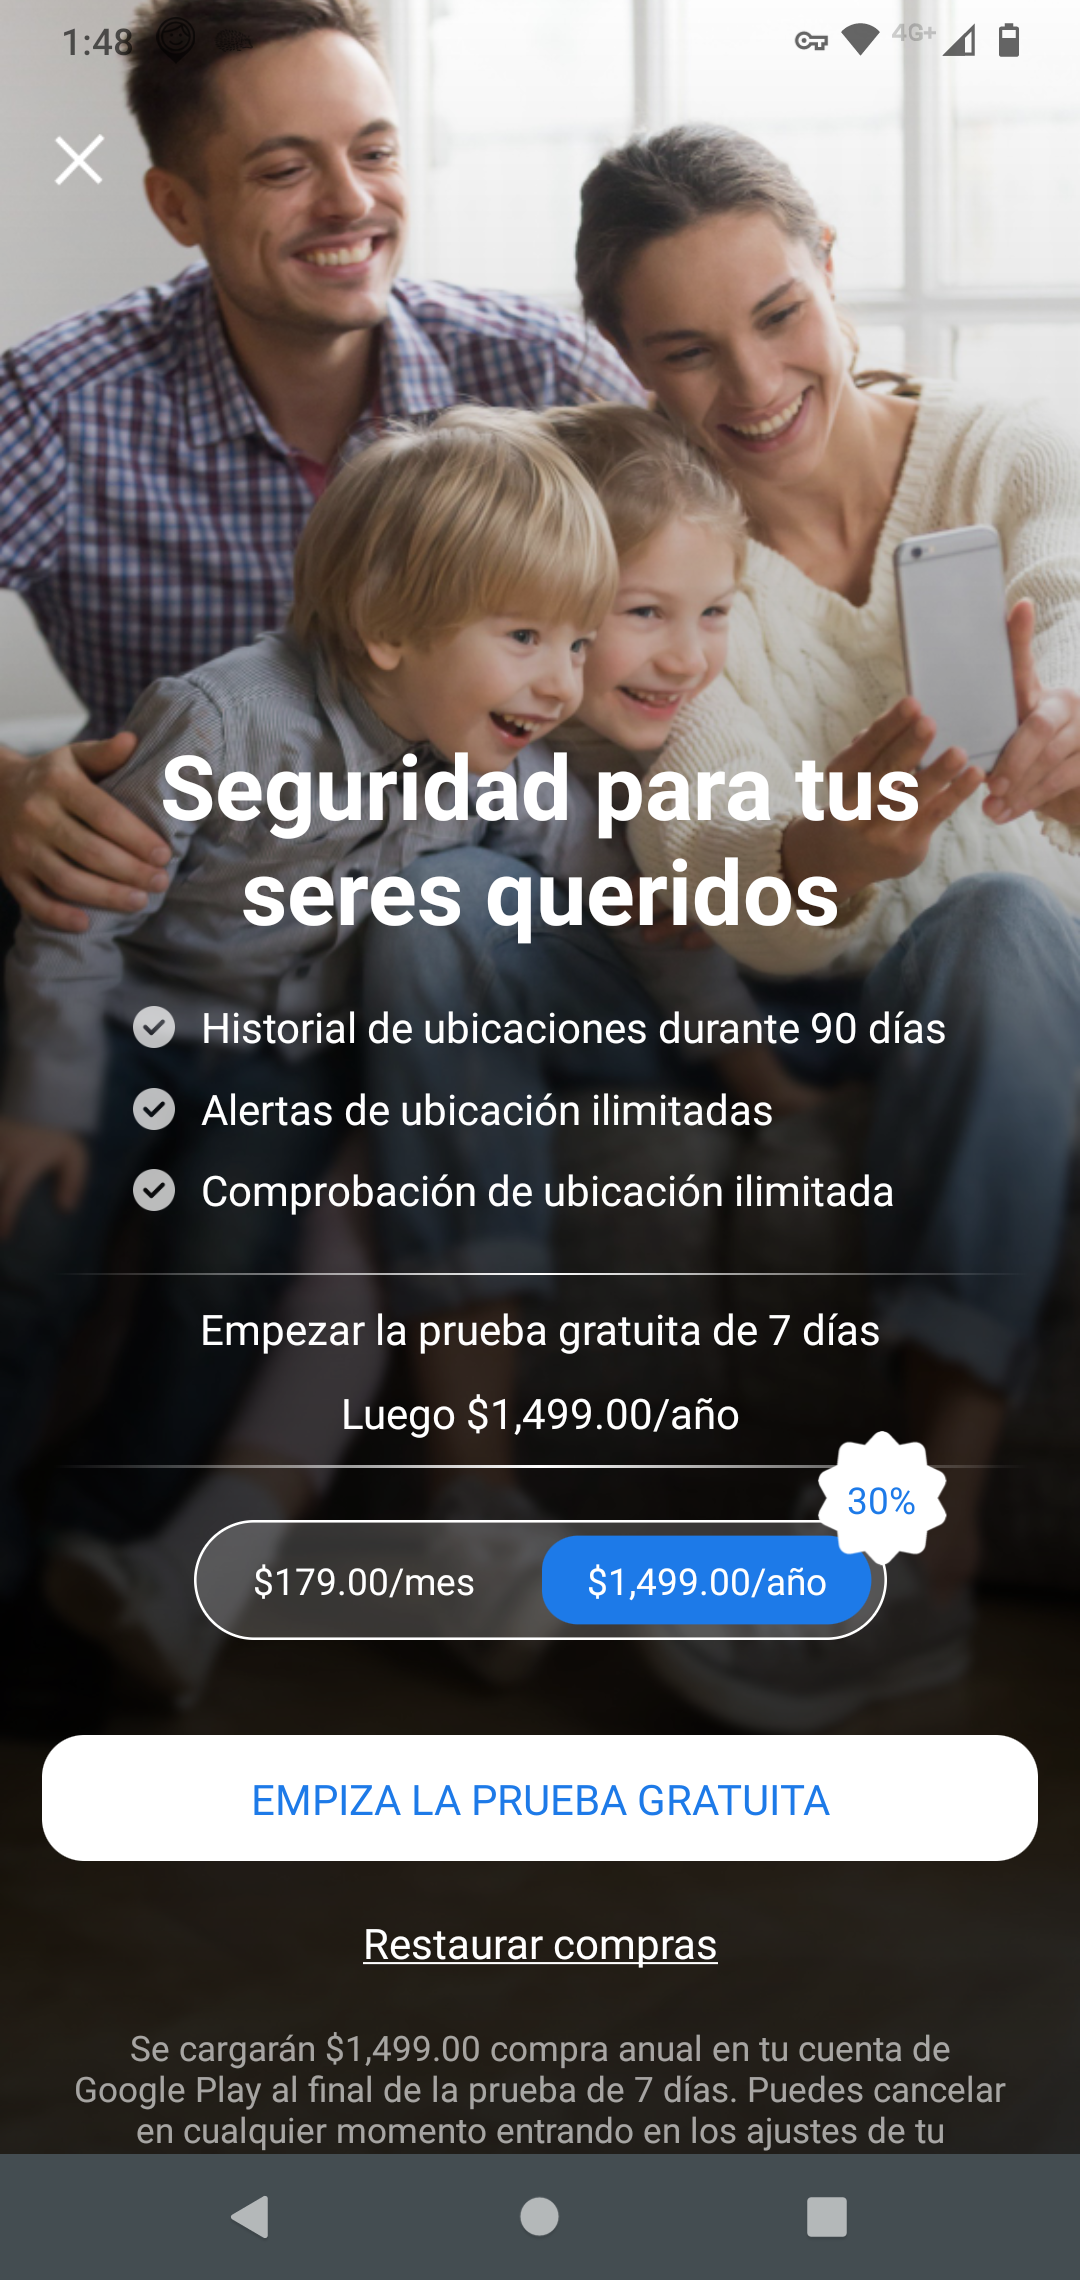 1:48
4G+
Seguridad para tus
seres queridos
Historial de ubicaciones durante 90 días
Alertas de ubicación ilimitadas
Comprobación de ubicación ilimitada
Empezar la prueba gratuita de 7 días
Luego $1,499.00/año
30%
$179.00/mes
$1,499.00/año
EMPIZA LA PRUEBA GRATUITA
Restaurar compras
Se cargarán $1,499.00 compra anual en tu cuenta de
Google Play al final de la prueba de 7 días. Puedes cancelar
en cualquier momento entrando en los ajustes de tu